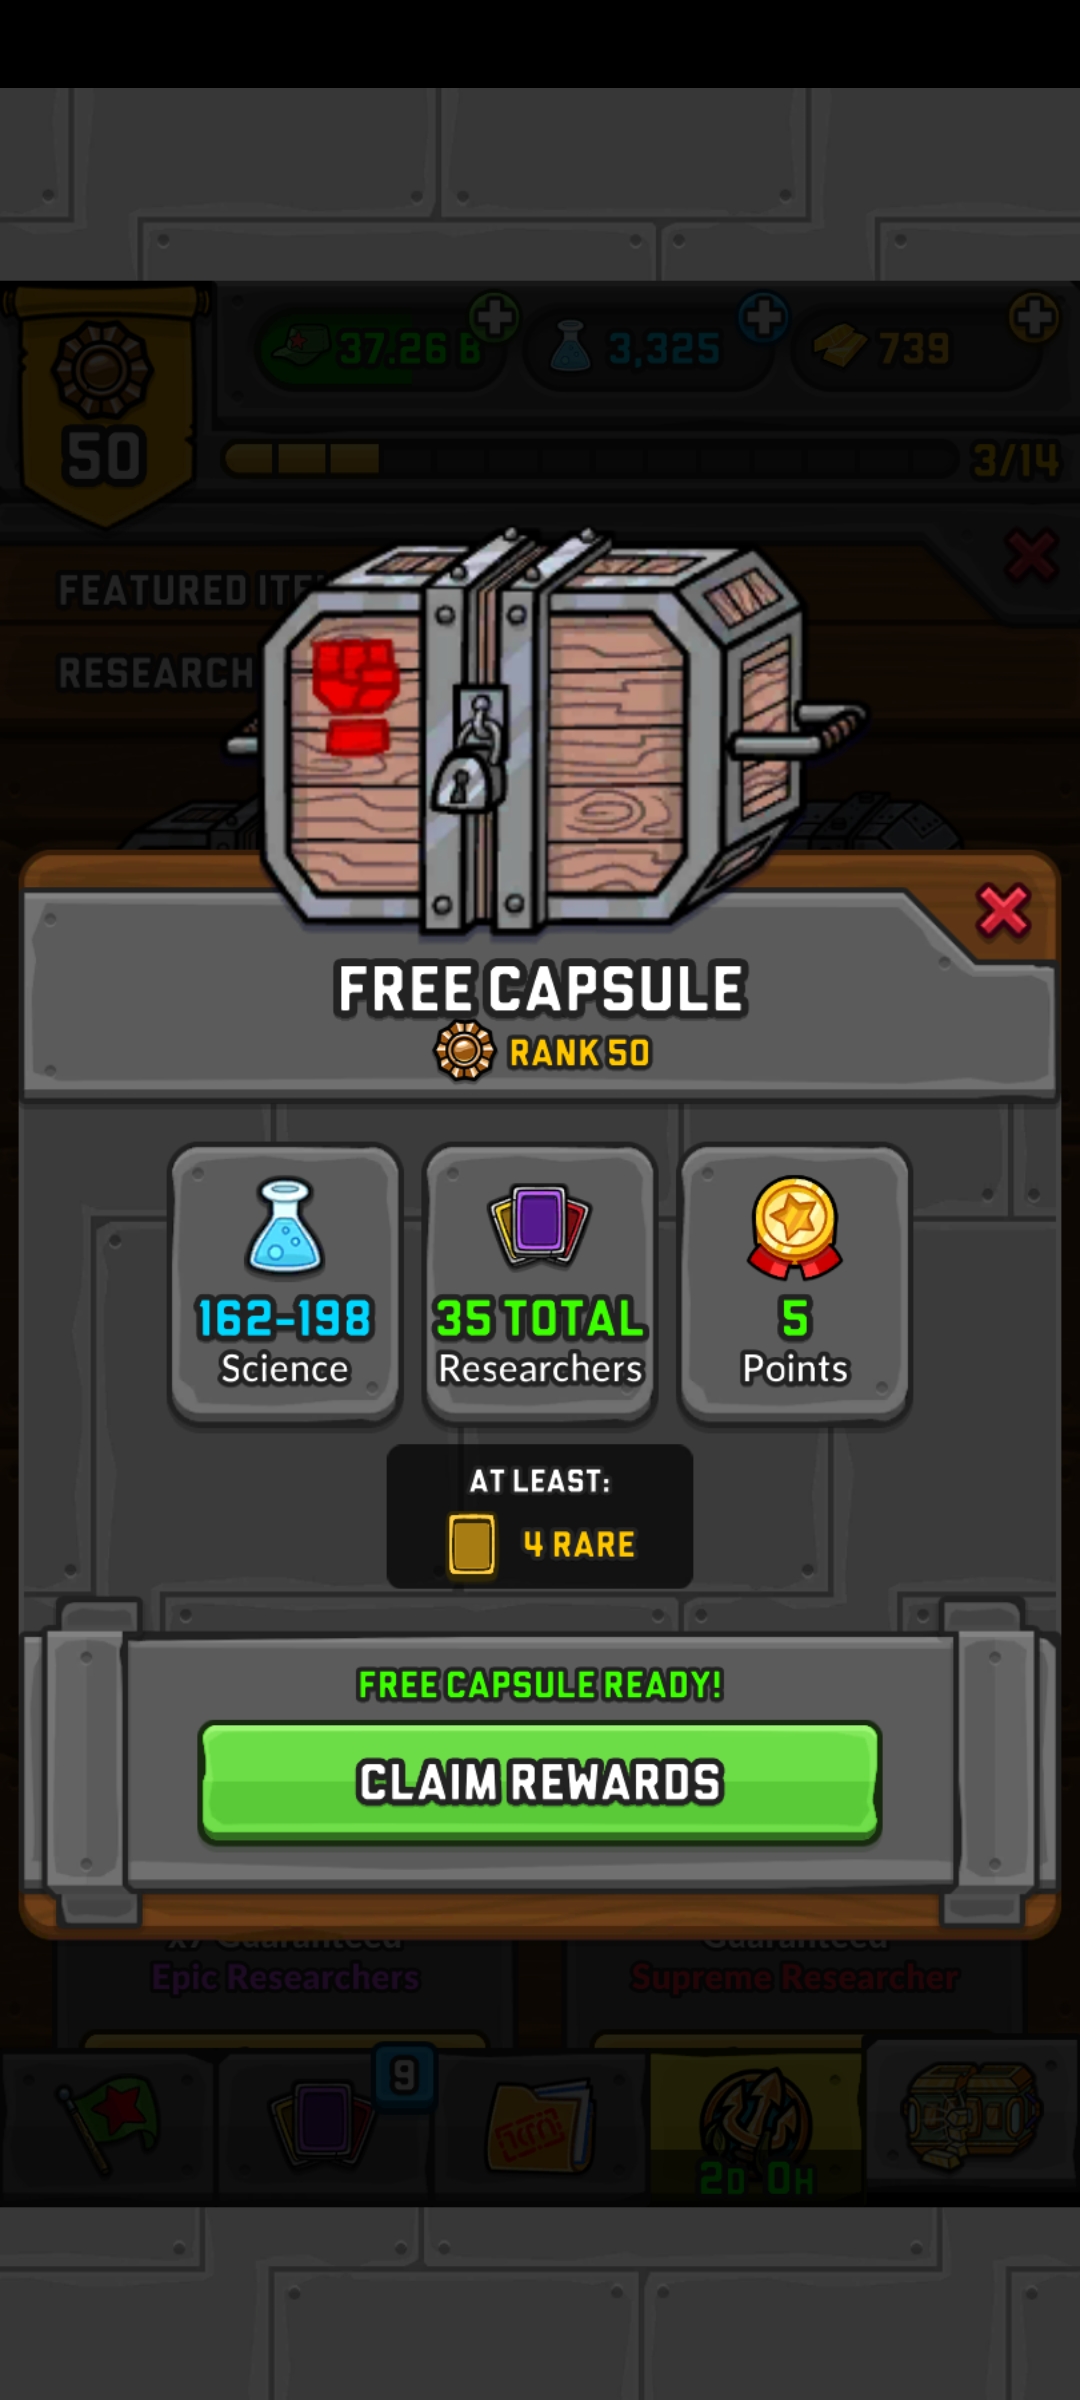 37.26 B
3,325
739
50
3/14
FEATURED ITE
RESEARCH
FREE CAPSULE
RANK 50
162-198
Science
35 TOTAL
Researchers
5
Points
AT LEAST:
4 RARE
FREE CAPSULE READY!
CLAIM REWARDS
x7 Guaranteed
Epic Researchers
Guaranteed
Supreme Researcher
9
2D 0H